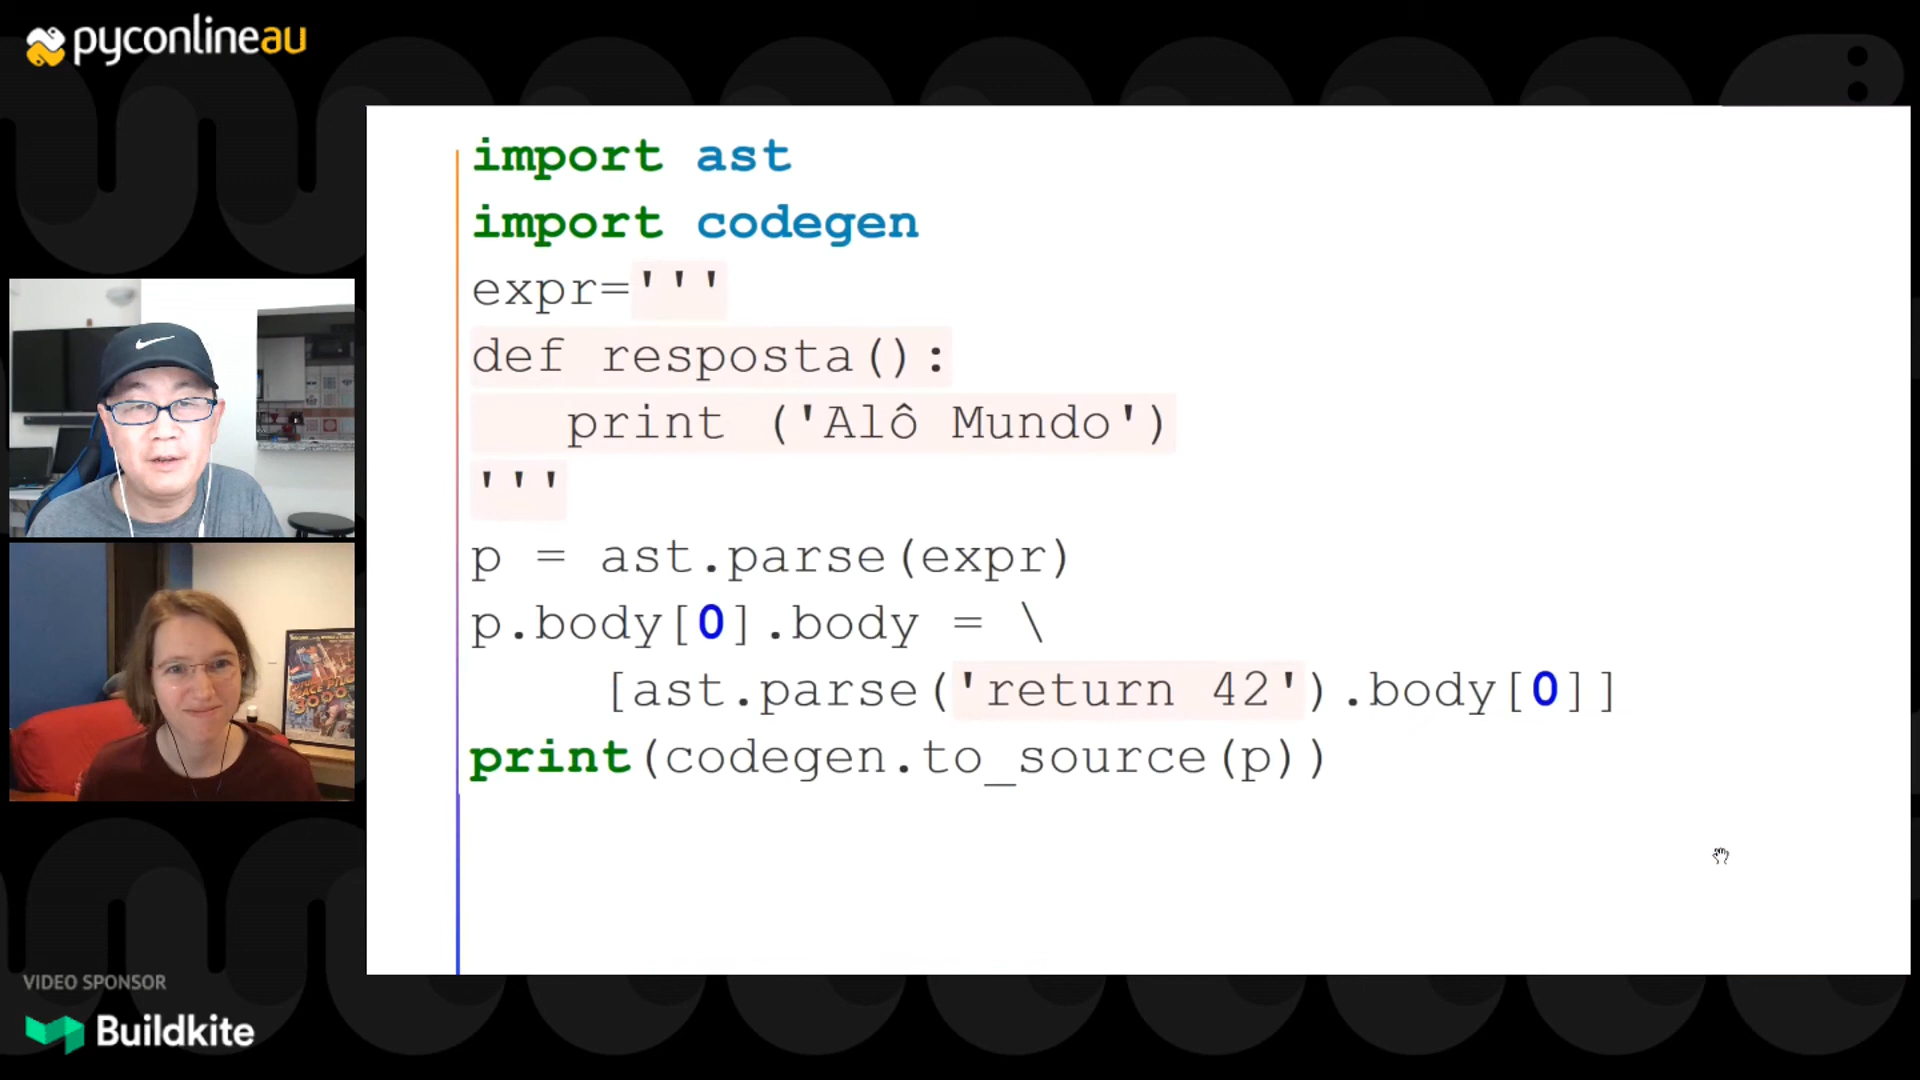 pyconlineau
import ast
import codegen
expr='''
def resposta():
   print ('Alô Mundo')
'''
p = ast.parse(expr)
p.body[0].body = \
    [ast.parse('return 42').body[0]]
print(codegen.to_source(p))
VIDEO SPONSOR
Buildkite